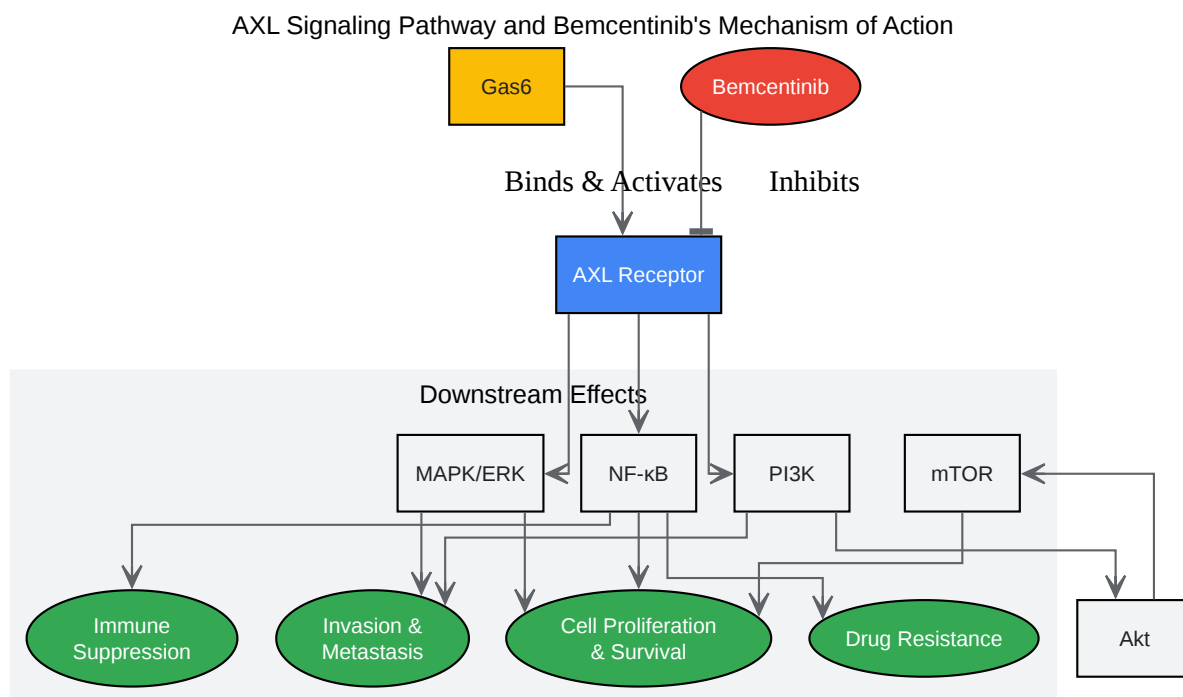 AXL Signaling Pathway and Bemcentinib's Mechanism of Action
Gas6
Bemcentinib
Binds & Activates
Inhibits
AXL Receptor
Downstream Effects
MAPK/ERK
NF-κB
PI3K
mTOR
Immune
Suppression
Invasion &
Metastasis
Cell Proliferation
& Survival
Drug Resistance
Akt